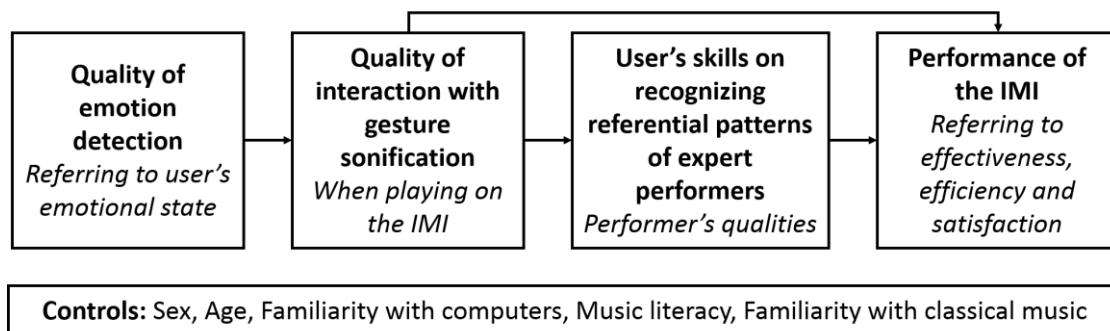 Quality of
emotion
detection
Referring to user's
emotional state
Quality of
interaction with
gesture
sonification
When playing on
the IMI
User's skills on
recognizing
referential patterns
of expert
performers
Performer's qualities
Performance of
the IMI
Referring to
effectiveness,
efficiency and
satisfaction
Controls: Sex, Age, Familiarity with computers, Music literacy, Familiarity with classical music